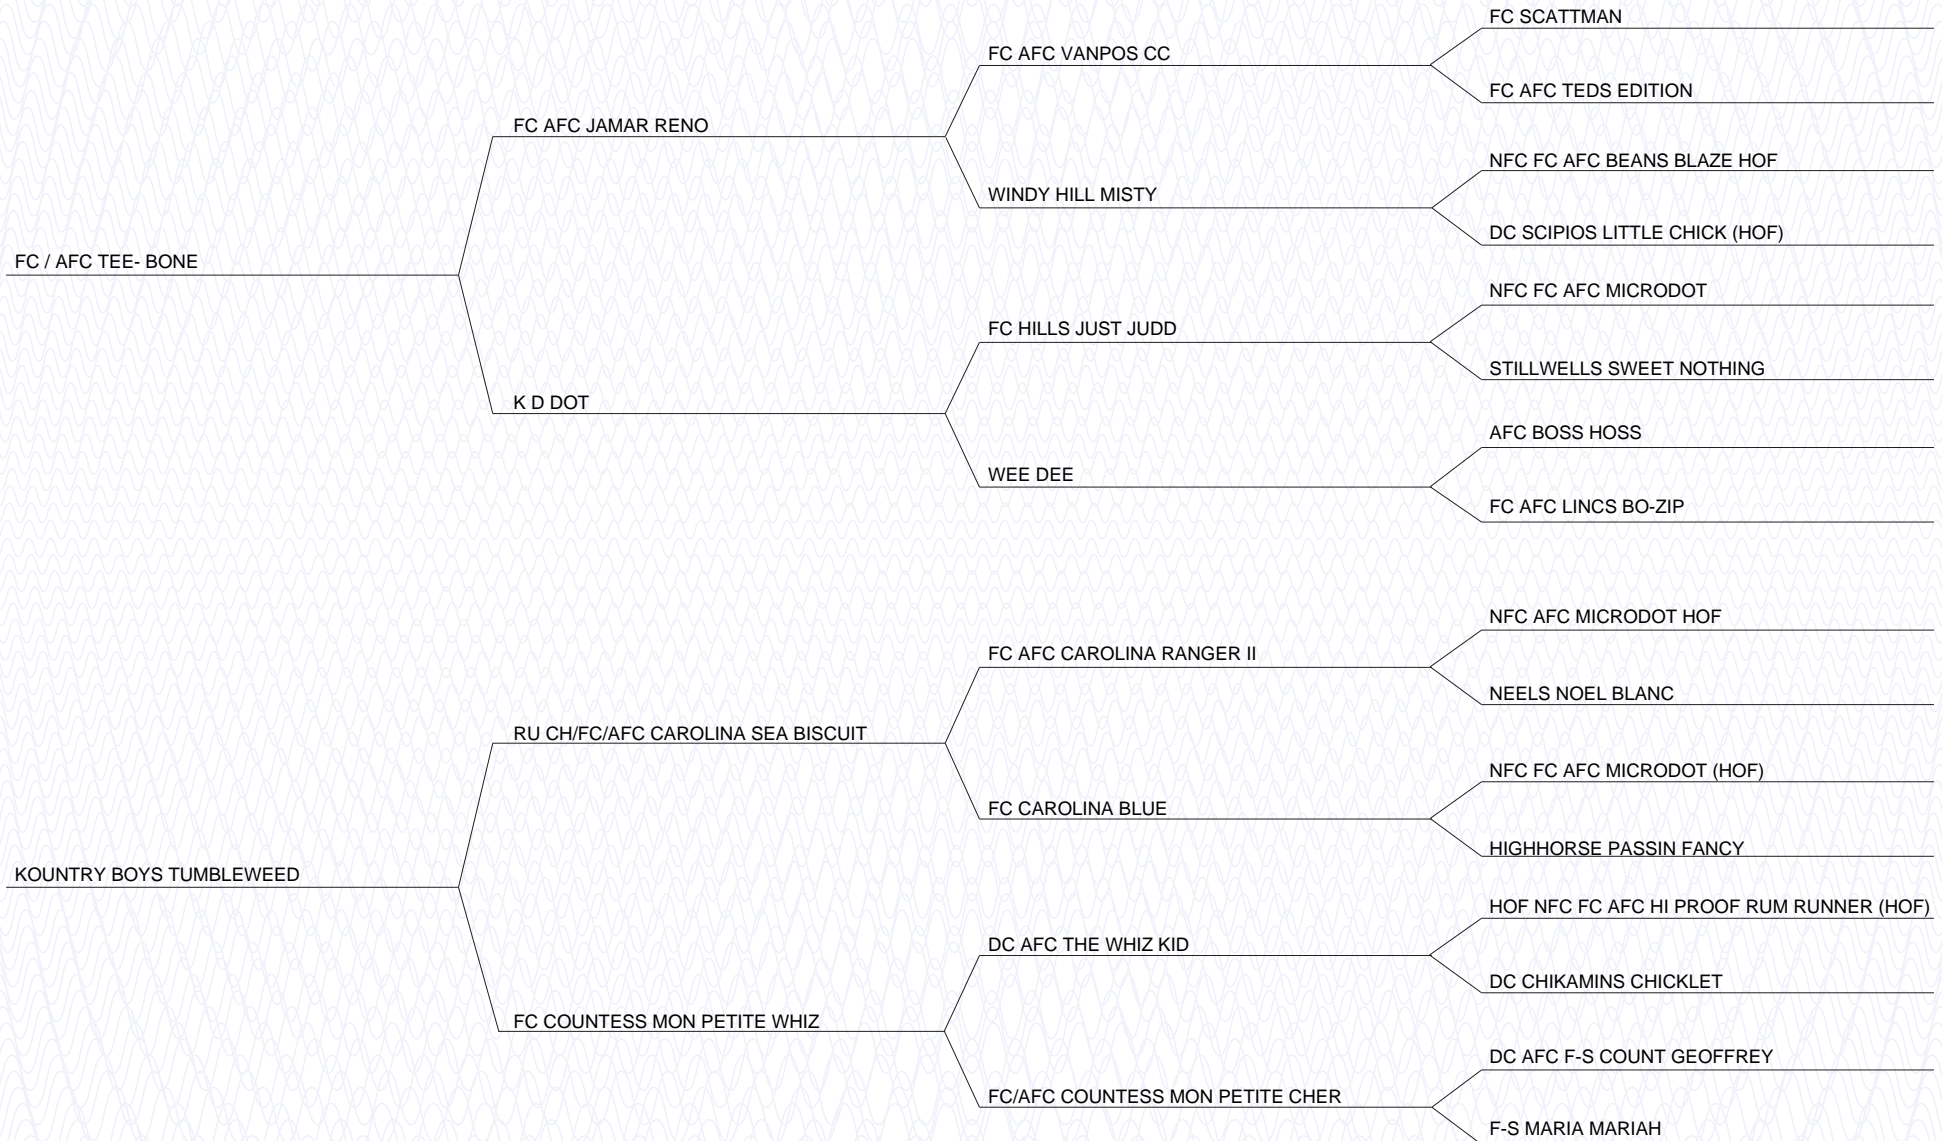 FC SCATTMAN
FC AFC VANPOS CC
FC AFC TEDS EDITION
FC AFC JAMAR RENO
NFC FC AFC BEANS BLAZE HOF
WINDY HILL MISTY
DC SCIPIOS LITTLE CHICK (HOF)
FC / AFC TEE- BONE
NFC FC AFC MICRODOT
FC HILLS JUST JUDD
STILLWELLS SWEET NOTHING
K D DOT
AFC BOSS HOSS
WEE DEE
FC AFC LINCS BO-ZIP
NFC AFC MICRODOT HOF
FC AFC CAROLINA RANGER II
NEELS NOEL BLANC
RU CH/FC/AFC CAROLINA SEA BISCUIT
NFC FC AFC MICRODOT (HOF)
FC CAROLINA BLUE
HIGHHORSE PASSIN FANCY
KOUNTRY BOYS TUMBLEWEED
HOF NFC FC AFC HI PROOF RUM RUNNER (HOF)
DC AFC THE WHIZ KID
DC CHIKAMINS CHICKLET
FC COUNTESS MON PETITE WHIZ
DC AFC F-S COUNT GEOFFREY
FC/AFC COUNTESS MON PETITE CHER
F-S MARIA MARIAH